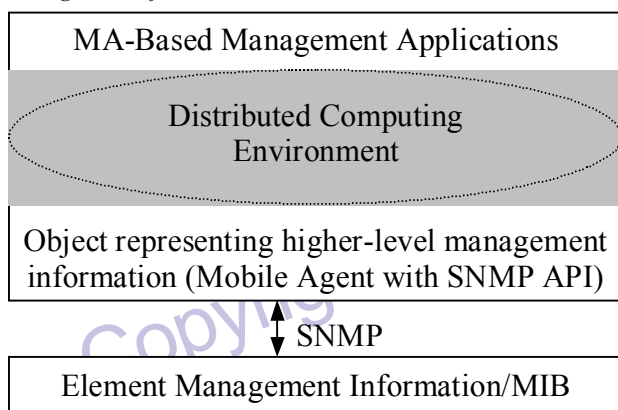 MA-Based Management Applications
Distributed Computing
Environment
Object representing higher-level management
information (Mobile Agent with SNMP API)
SNMP
Element Management Information/MIB